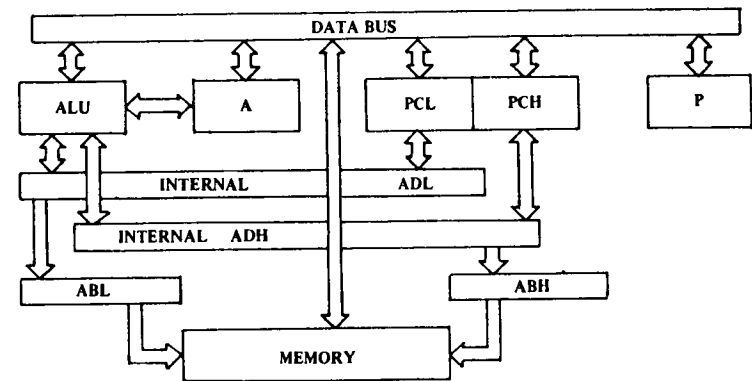 DATA BUS
ALU
A
PCL
PCH
P
INTERNAL ADL
INTERNAL ADH
ABL
ABH
MEMORY